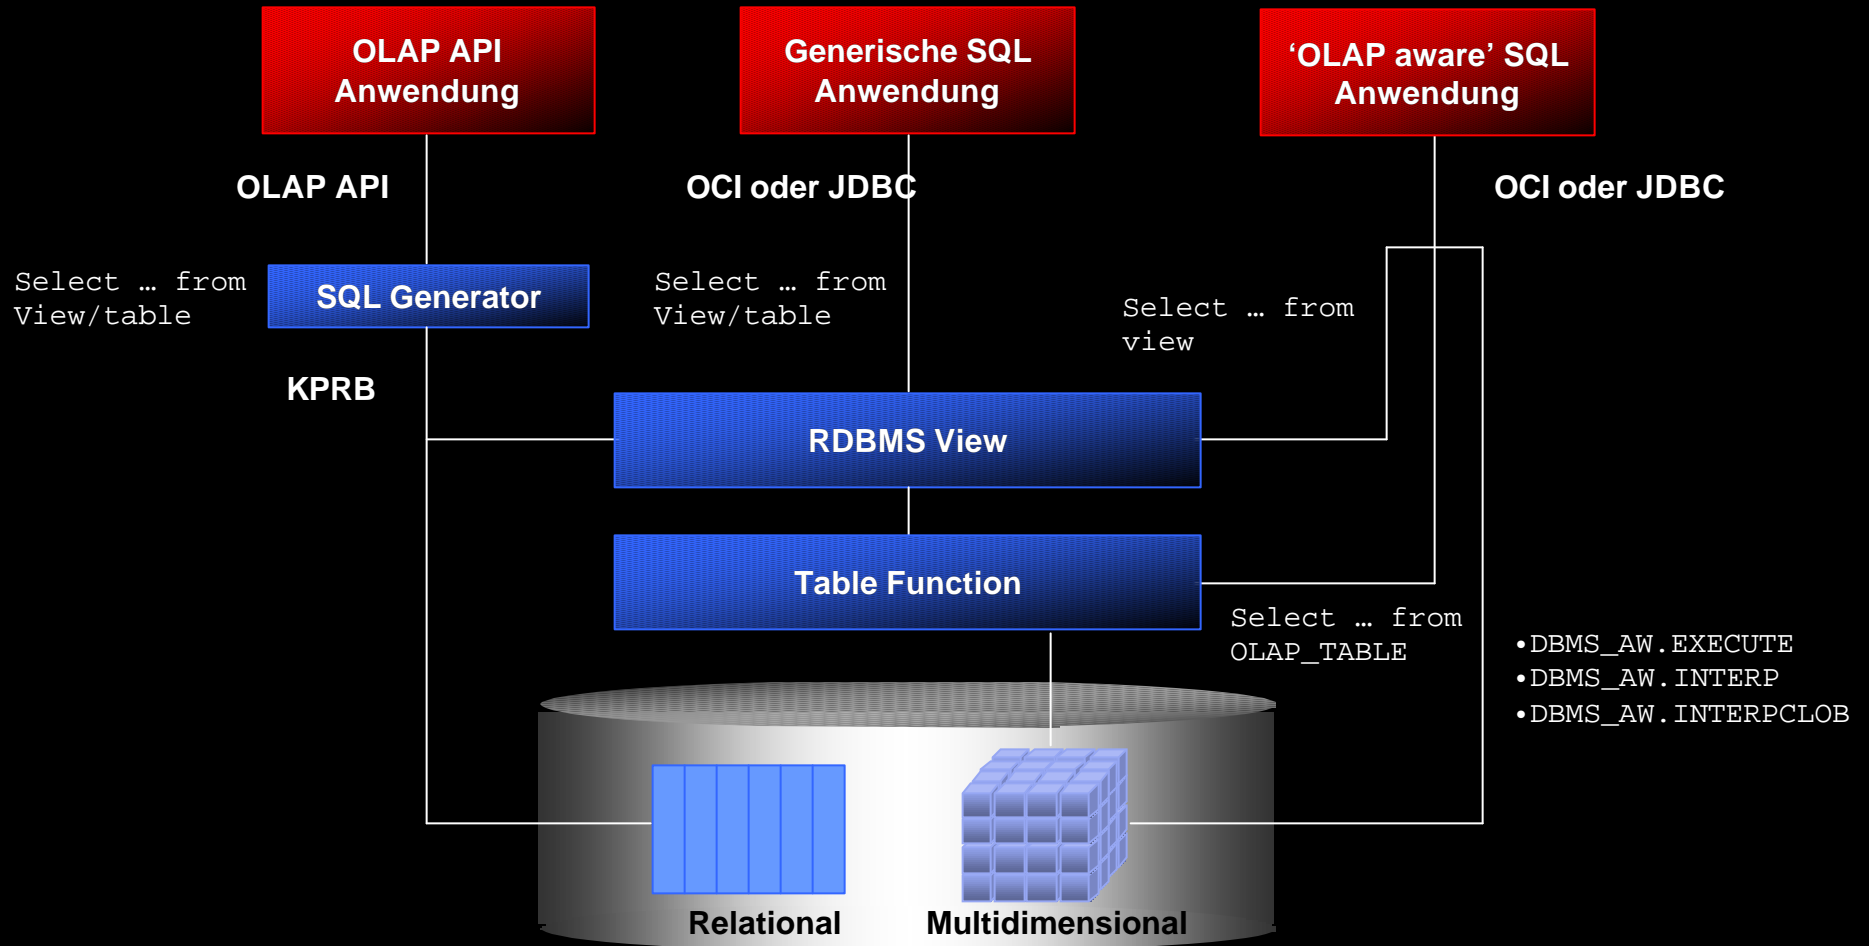 OLAP API
Anwendung
Generische SQL
Anwendung
‘OLAP aware’ SQL
Anwendung
OLAP API
OCI oder JDBC
OCI oder JDBC
Select … from
View/table
SQL Generator
Select … from
View/table
Select … from
view
KPRB
RDBMS View
Table Function
Select … from
OLAP_TABLE
•DBMS_AW.EXECUTE
•DBMS_AW.INTERP
•DBMS_AW.INTERPCLOB
Relational
Multidimensional